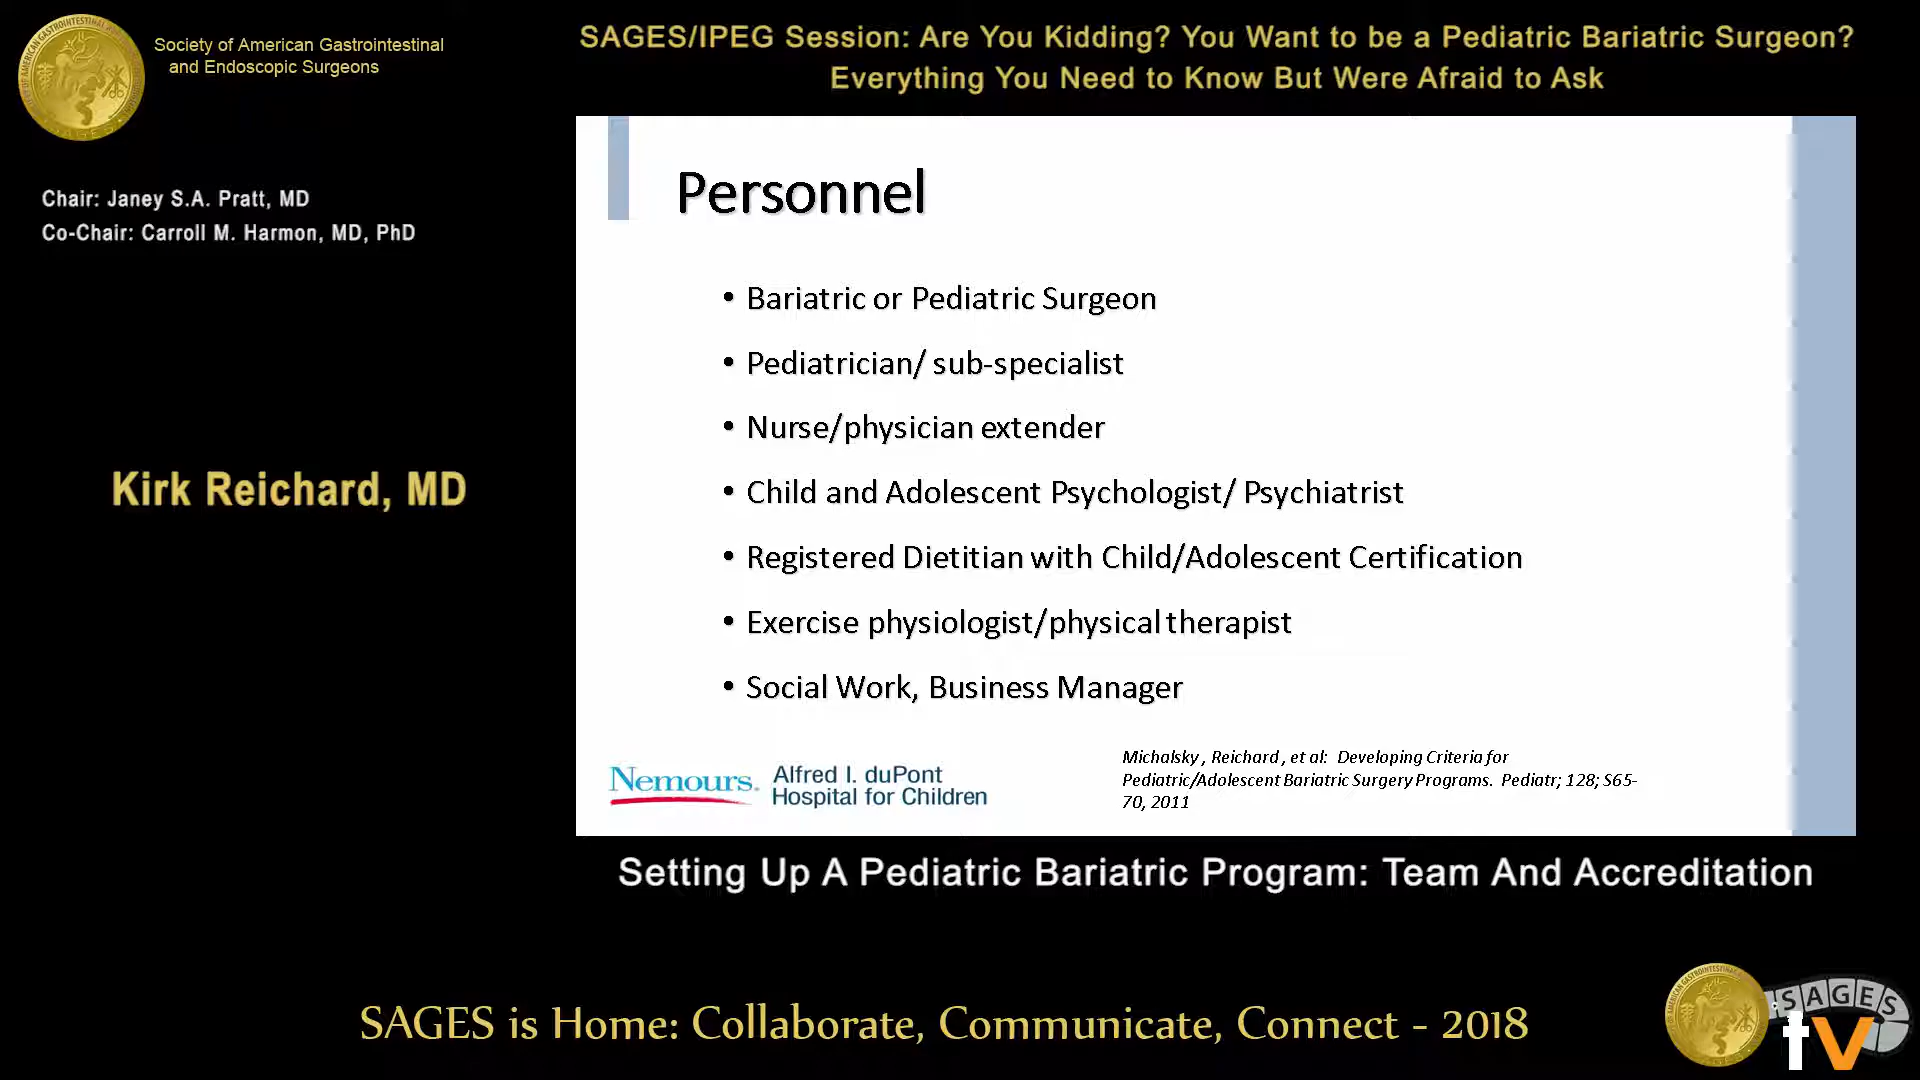 Society of American Gastrointestinal
and Endoscopic Surgeons
SAGES/IPEG Session: Are You Kidding? You Want to be a Pediatric Bariatric Surgeon?
Everything You Need to Know But Were Afraid to Ask
Chair: Janey S.A. Pratt, MD
Co-Chair: Carroll M. Harmon, MD, PhD
Kirk Reichard, MD
Personnel
• Bariatric or Pediatric Surgeon
• Pediatrician/ sub-specialist
• Nurse/physician extender
• Child and Adolescent Psychologist/ Psychiatrist
• Registered Dietitian with Child/Adolescent Certification
• Exercise physiologist/physical therapist
• Social Work, Business Manager
Nemours. Alfred I. duPont
Hospital for Children
Michalsky , Reichard , et al: Developing Criteria for
Pediatric/Adolescent Bariatric Surgery Programs. Pediatr; 128; S65-
70, 2011
Setting Up A Pediatric Bariatric Program: Team And Accreditation
SAGES is Home: Collaborate, Communicate, Connect - 2018
SAGES
tv